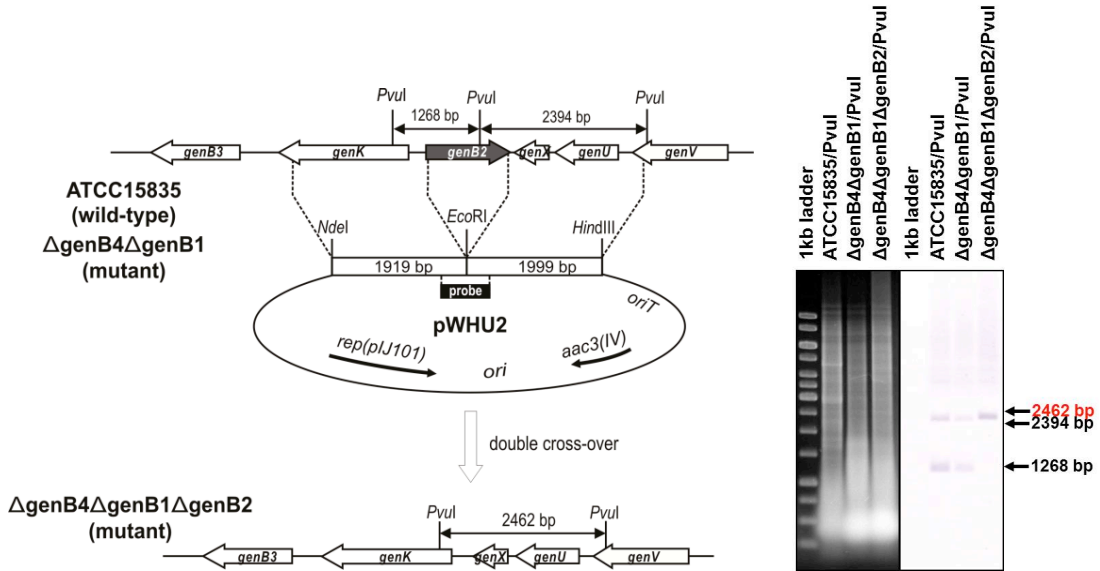 PvuI
PvuI
PvuI
1268 bp
2394 bp
genB3
genK
genB2
genX
genU
genV
ATCC15835
(wild-type)
ΔgenB4ΔgenB1
(mutant)
NdeI
EcoRI
HindIII
1919 bp
1999 bp
probe
pWHU2
oriT
rep(pIJ101)
ori
aac3(IV)
double cross-over
ΔgenB4ΔgenB1ΔgenB2
(mutant)
PvuI
PvuI
2462 bp
genB3
genK
genX
genU
genV
1kb ladder
ATCC15835/PvuI
ΔgenB4ΔgenB1/PvuI
ΔgenB4ΔgenB1ΔgenB2/PvuI
1kb ladder
ATCC15835/PvuI
ΔgenB4ΔgenB1/PvuI
ΔgenB4ΔgenB1ΔgenB2/PvuI
2462 bp
2394 bp
1268 bp